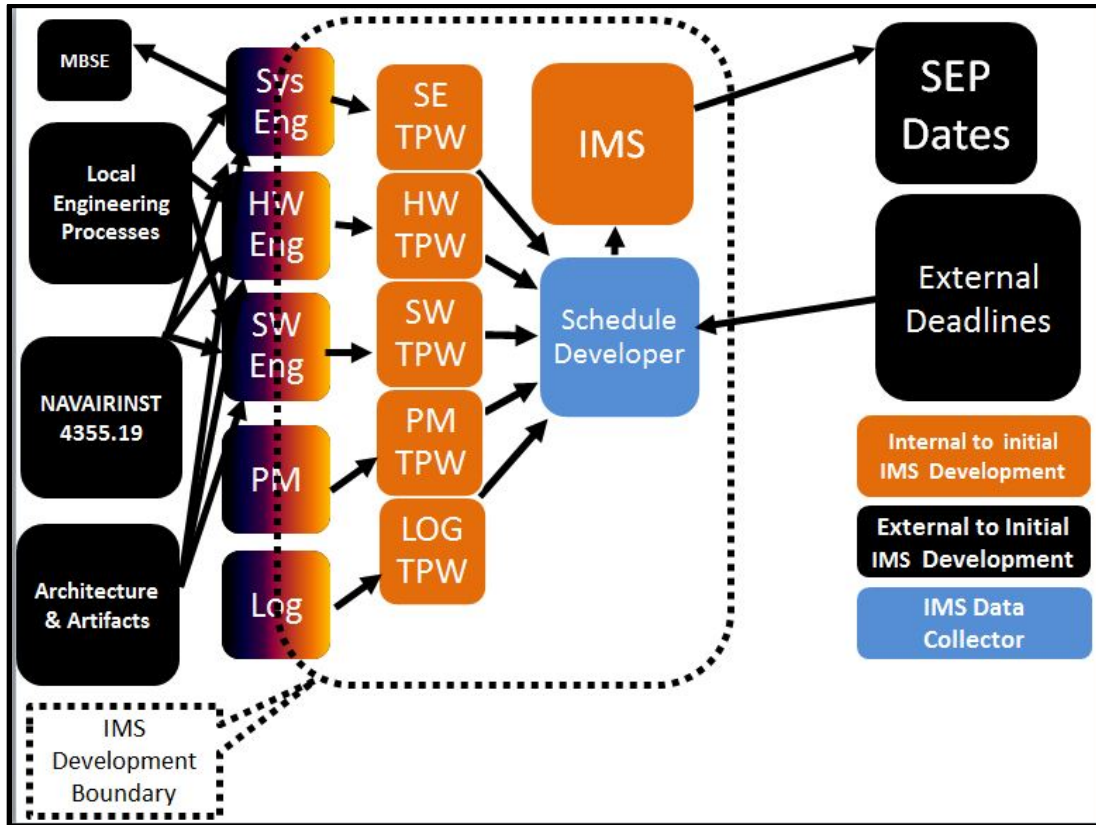 MBSE
Local
Engineering
Processes
NAVAIRINST
4355.19
Architecture
& Artifacts
Sys
Eng
HW
Eng
SW
Eng
PM
Log
SE
TPW
HW
TPW
SW
TPW
PM
TPW
LOG
TPW
IMS
Schedule
Developer
SEP
Dates
External
Deadlines
Internal to initial
IMS Development
External to Initial
IMS Development
IMS Data
Collector
IMS
Development
Boundary